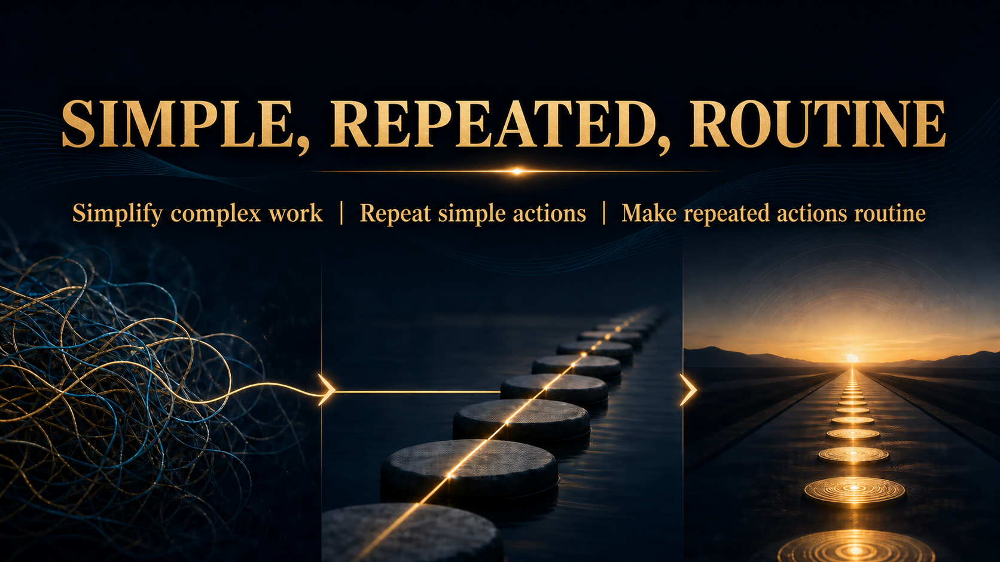 SIMPLE, REPEATED, ROUTINE
Simplify complex work | Repeat simple actions | Make repeated actions routine